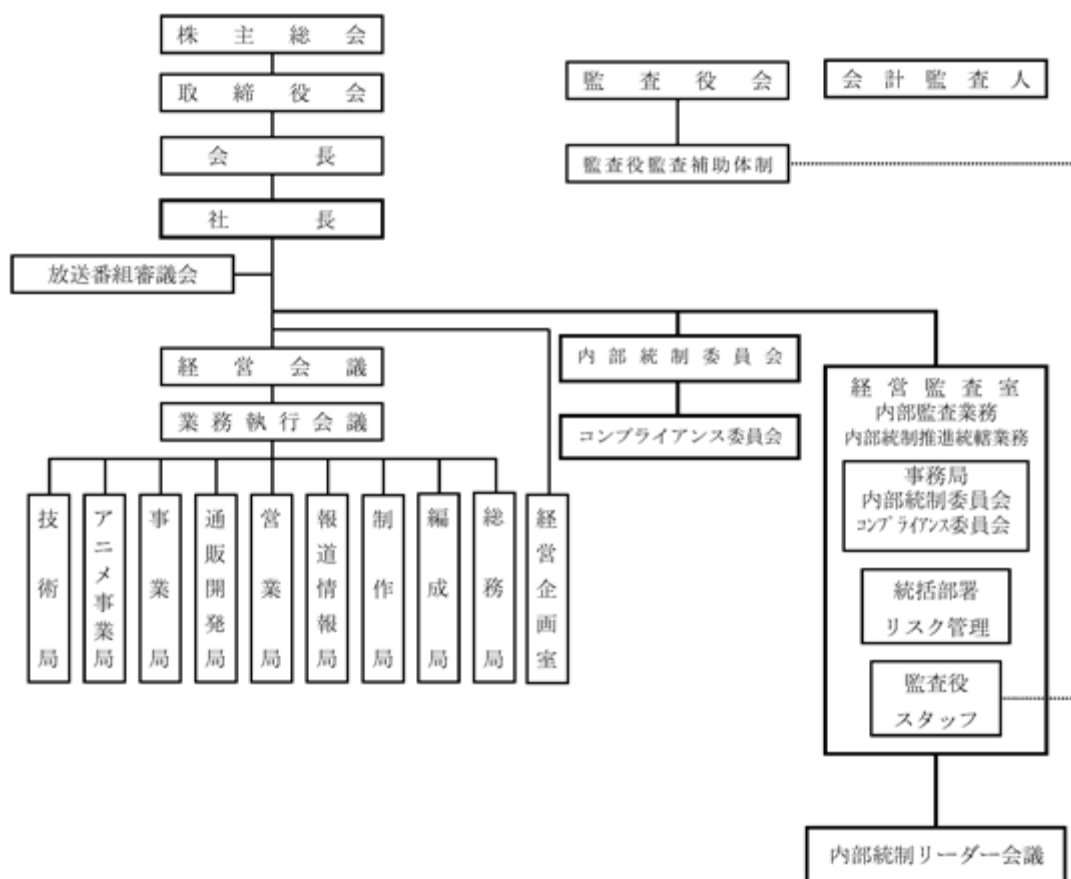 株主総会
取締役会
会長
社長
監査役会
会計監査人
監査役監査補助体制
放送番組審議会
経営会議
業務執行会議
内部統制委員会
コンプライアンス委員会
経営監査室
内部監査業務
内部統制推進統轄業務
事務局
内部統制委員会
コンプライアンス委員会
統括部署
リスク管理
監査役
スタッフ
技術局
アニメ事業局
事業局
通販開発局
営業局
報道情報局
制作局
編成局
総務局
経営企画室
内部統制リーダー会議